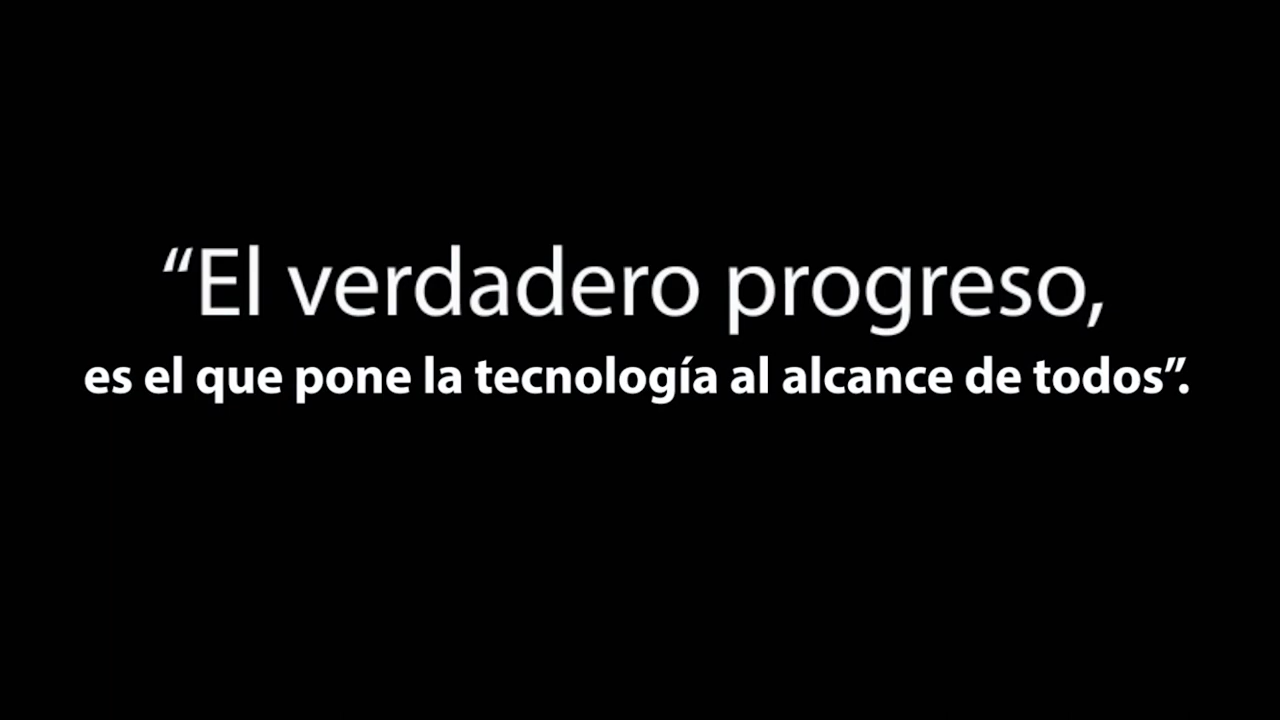 “El verdadero progreso,
es el que pone la tecnología al alcance de todos”.